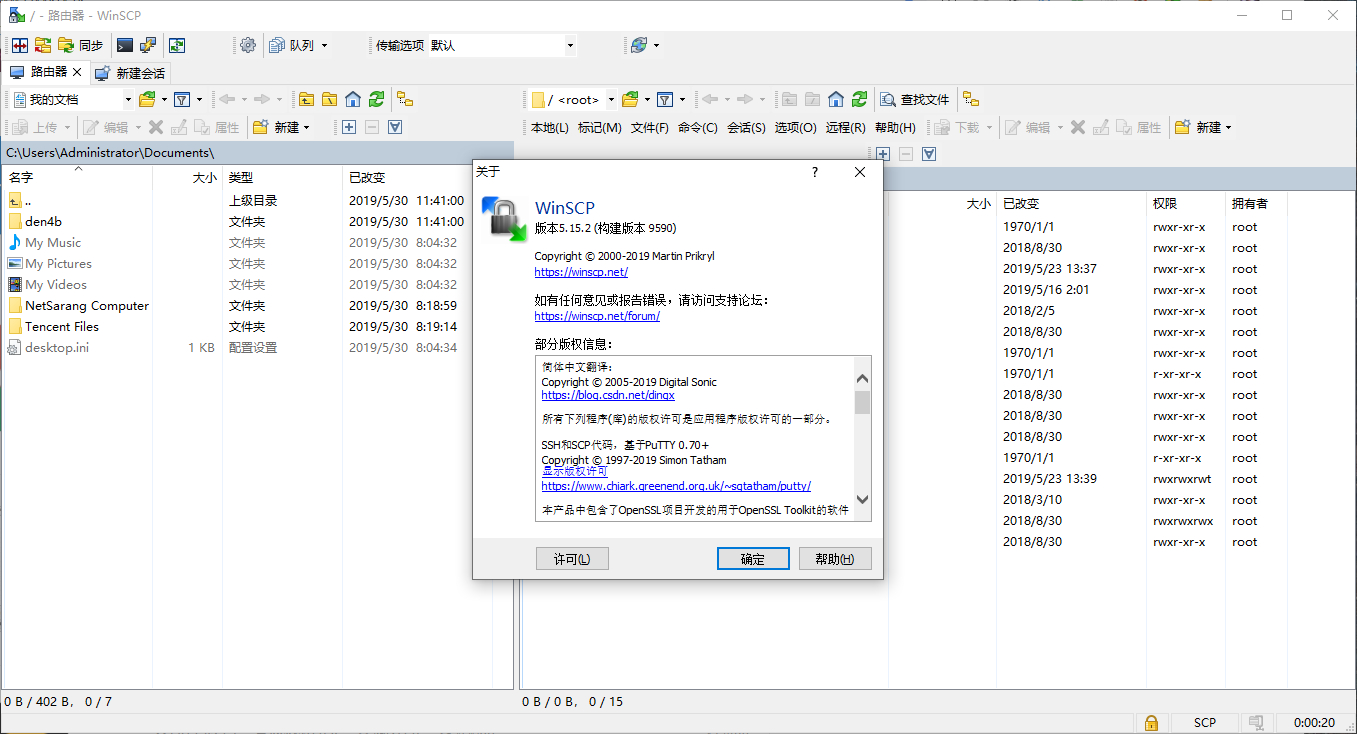 / - 路由器 - WinSCP
同步
队列
传输选项 默认
路由器
新建会话
我的文档
/ <root>
查找文件
上传
编辑
属性
新建
本地(L) 标记(M) 文件(F) 命令(C) 会话(S) 选项(O) 远程(R) 帮助(H)
下载
编辑
属性
新建
C:\Users\Administrator\Documents\
名字 大小 类型 已改变
.. 上级目录 2019/5/30 11:41:00
den4b 文件夹 2019/5/30 11:41:00
My Music 文件夹 2019/5/30 8:04:32
My Pictures 文件夹 2019/5/30 8:04:32
My Videos 文件夹 2019/5/30 8:04:32
NetSarang Computer 文件夹 2019/5/30 8:18:59
Tencent Files 文件夹 2019/5/30 8:19:14
desktop.ini 1 KB 配置设置 2019/5/30 8:04:34
关于
?
WinSCP
版本5.15.2 (构建版本 9590)
Copyright © 2000-2019 Martin Prikryl
https://winscp.net/
如有任何意见或报告错误，请访问支持论坛：
https://winscp.net/forum/
部分版权信息：
简体中文翻译：
Copyright © 2005-2019 Digital Sonic
https://blog.csdn.net/dingx
所有下列程序(库)的版权许可是应用程序版权许可的一部分。
SSH和SCP代码，基于PuTTY 0.70+
Copyright © 1997-2019 Simon Tatham
显示版权许可
https://www.chiark.greenend.org.uk/~sgtatham/putty/
本产品中包含了OpenSSL项目开发的用于OpenSSL Toolkit的软件
许可(L)
确定
帮助(H)
大小 已改变 权限 拥有者
1970/1/1 rwxr-xr-x root
2018/8/30 rwxr-xr-x root
2019/5/23 13:37 rwxr-xr-x root
2019/5/16 2:01 rwxr-xr-x root
2018/2/5 rwxr-xr-x root
2018/8/30 rwxr-xr-x root
1970/1/1 rwxr-xr-x root
1970/1/1 r-xr-xr-x root
2018/8/30 rwxr-xr-x root
2018/8/30 rwxr-xr-x root
2018/8/30 rwxr-xr-x root
1970/1/1 r-xr-xr-x root
2019/5/23 13:39 rwxrwxrwt root
2018/3/10 rwxr-xr-x root
2018/8/30 rwxrwxrwx root
2018/8/30 rwxr-xr-x root
0 B / 402 B, 0 / 7
0 B / 0 B, 0 / 15
SCP
0:00:20